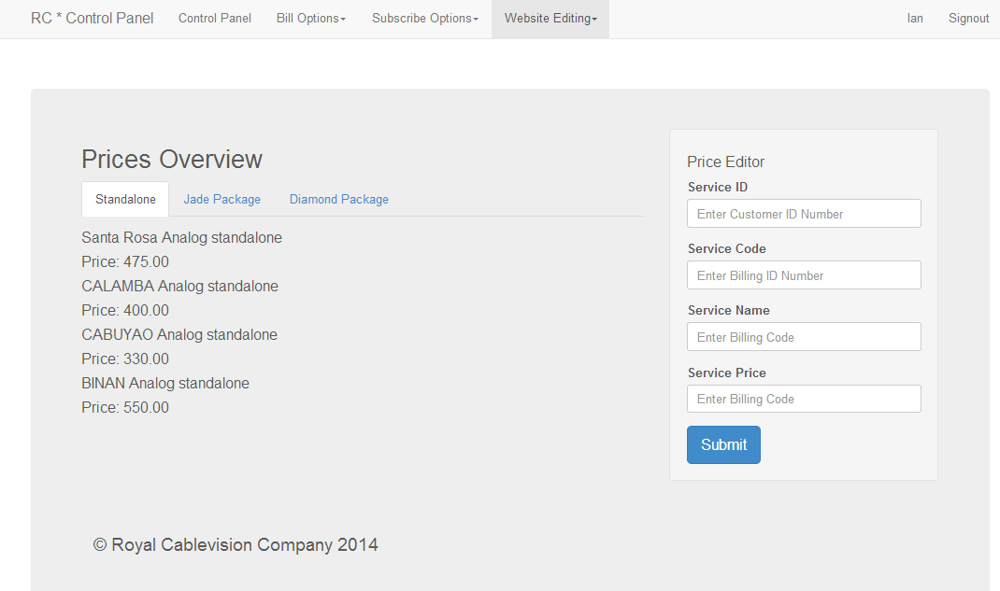 RC * Control Panel Control Panel Bill Options Subscribe Options Website Editing Ian Signout
Prices Overview
Standalone Jade Package Diamond Package
Santa Rosa Analog standalone
Price: 475.00
CALAMBA Analog standalone
Price: 400.00
CABUYAO Analog standalone
Price: 330.00
BINAN Analog standalone
Price: 550.00
Price Editor
Service ID
Enter Customer ID Number
Service Code
Enter Billing ID Number
Service Name
Enter Billing Code
Service Price
Enter Billing Code
Submit
© Royal Cablevision Company 2014